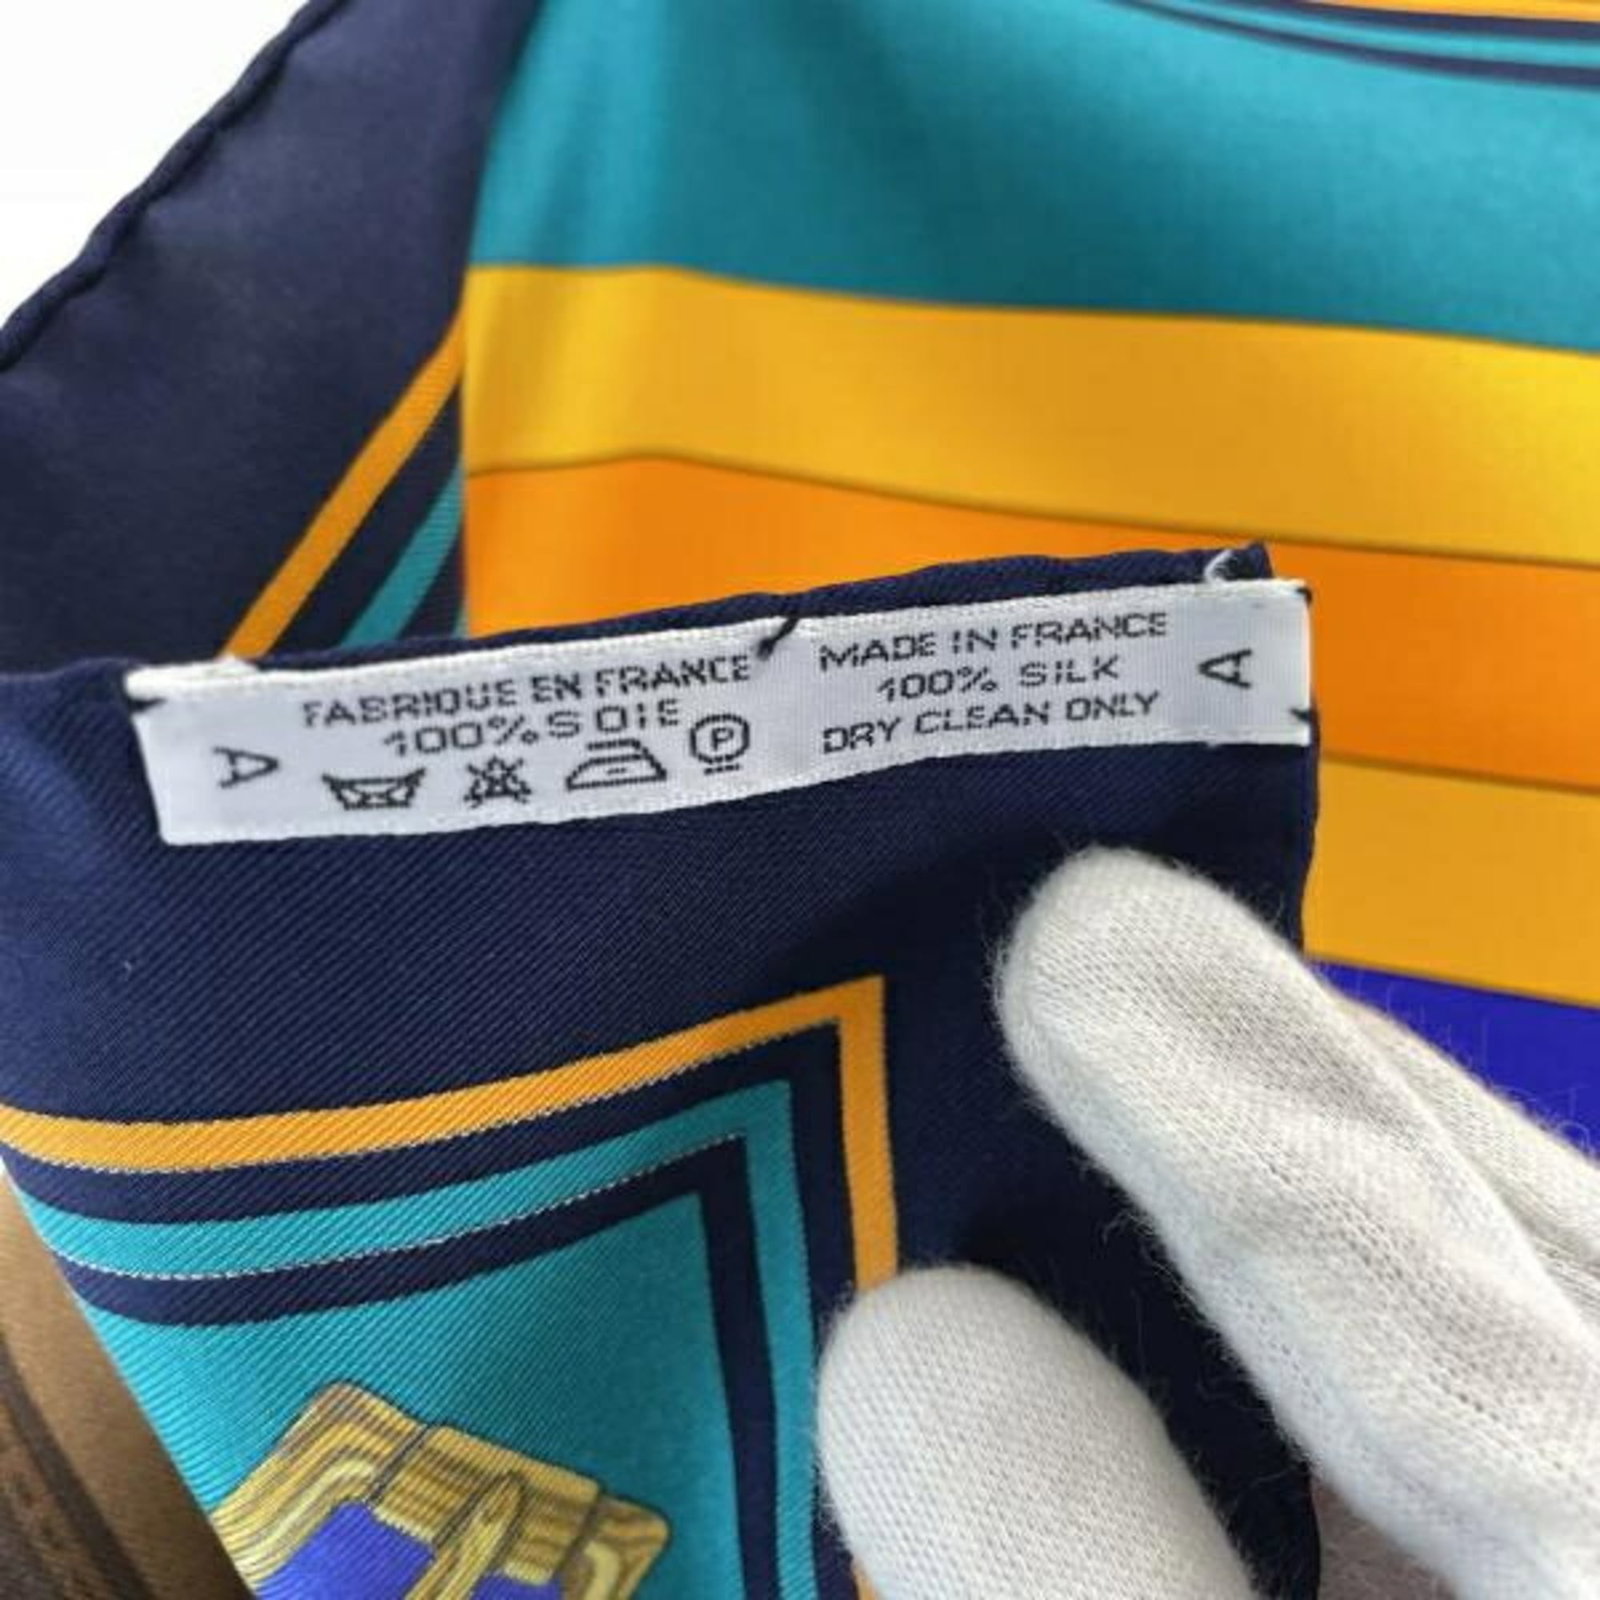 A
FABRIQUE EN FRANCE
100% SOIE
P
MADE IN FRANCE
100% SILK
DRY CLEAN ONLY
A